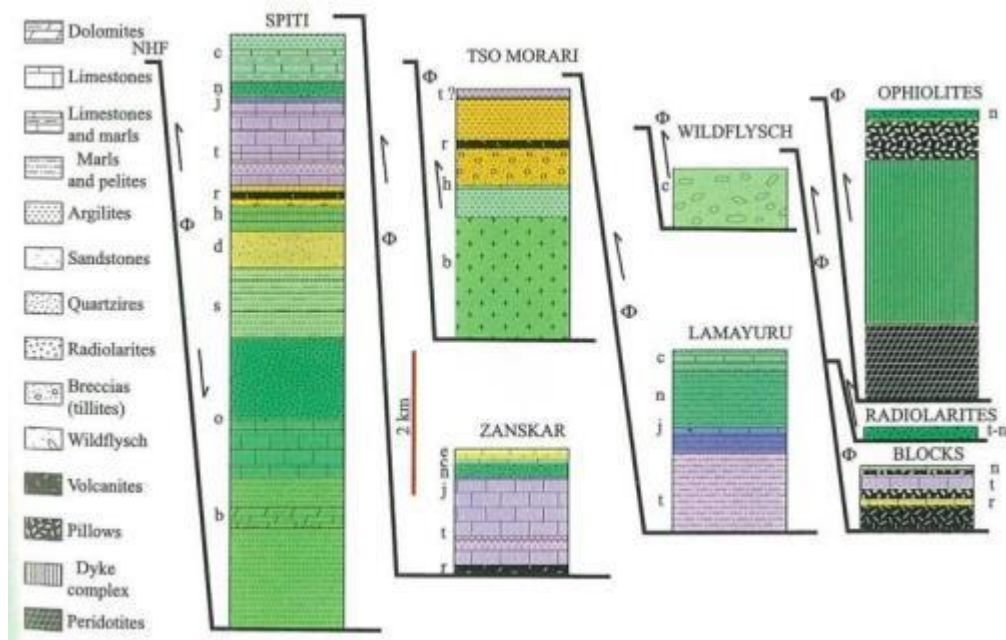 Dolomites
Limestones
Limestones
and marls
Marls
and pelites
Argilites
Sandstones
Quartzires
Radiolarites
Breccias
(tillites)
Wildflysch
Volcanites
Pillows
Dyke
complex
Peridotites
NHF
Φ
SPITI
c
n
j
t
r
h
d
s
o
b
Φ
Φ
TSO MORARI
t ?
r
h
b
2 km
ZANSKAR
e
n
j
t
r
Φ
LAMAYURU
c
n
j
t
Φ
WILDFLYSCH
c
Φ
Φ
OPHIOLITES
n
RADIOLARITES
t-n
Φ
BLOCKS
n
t
r